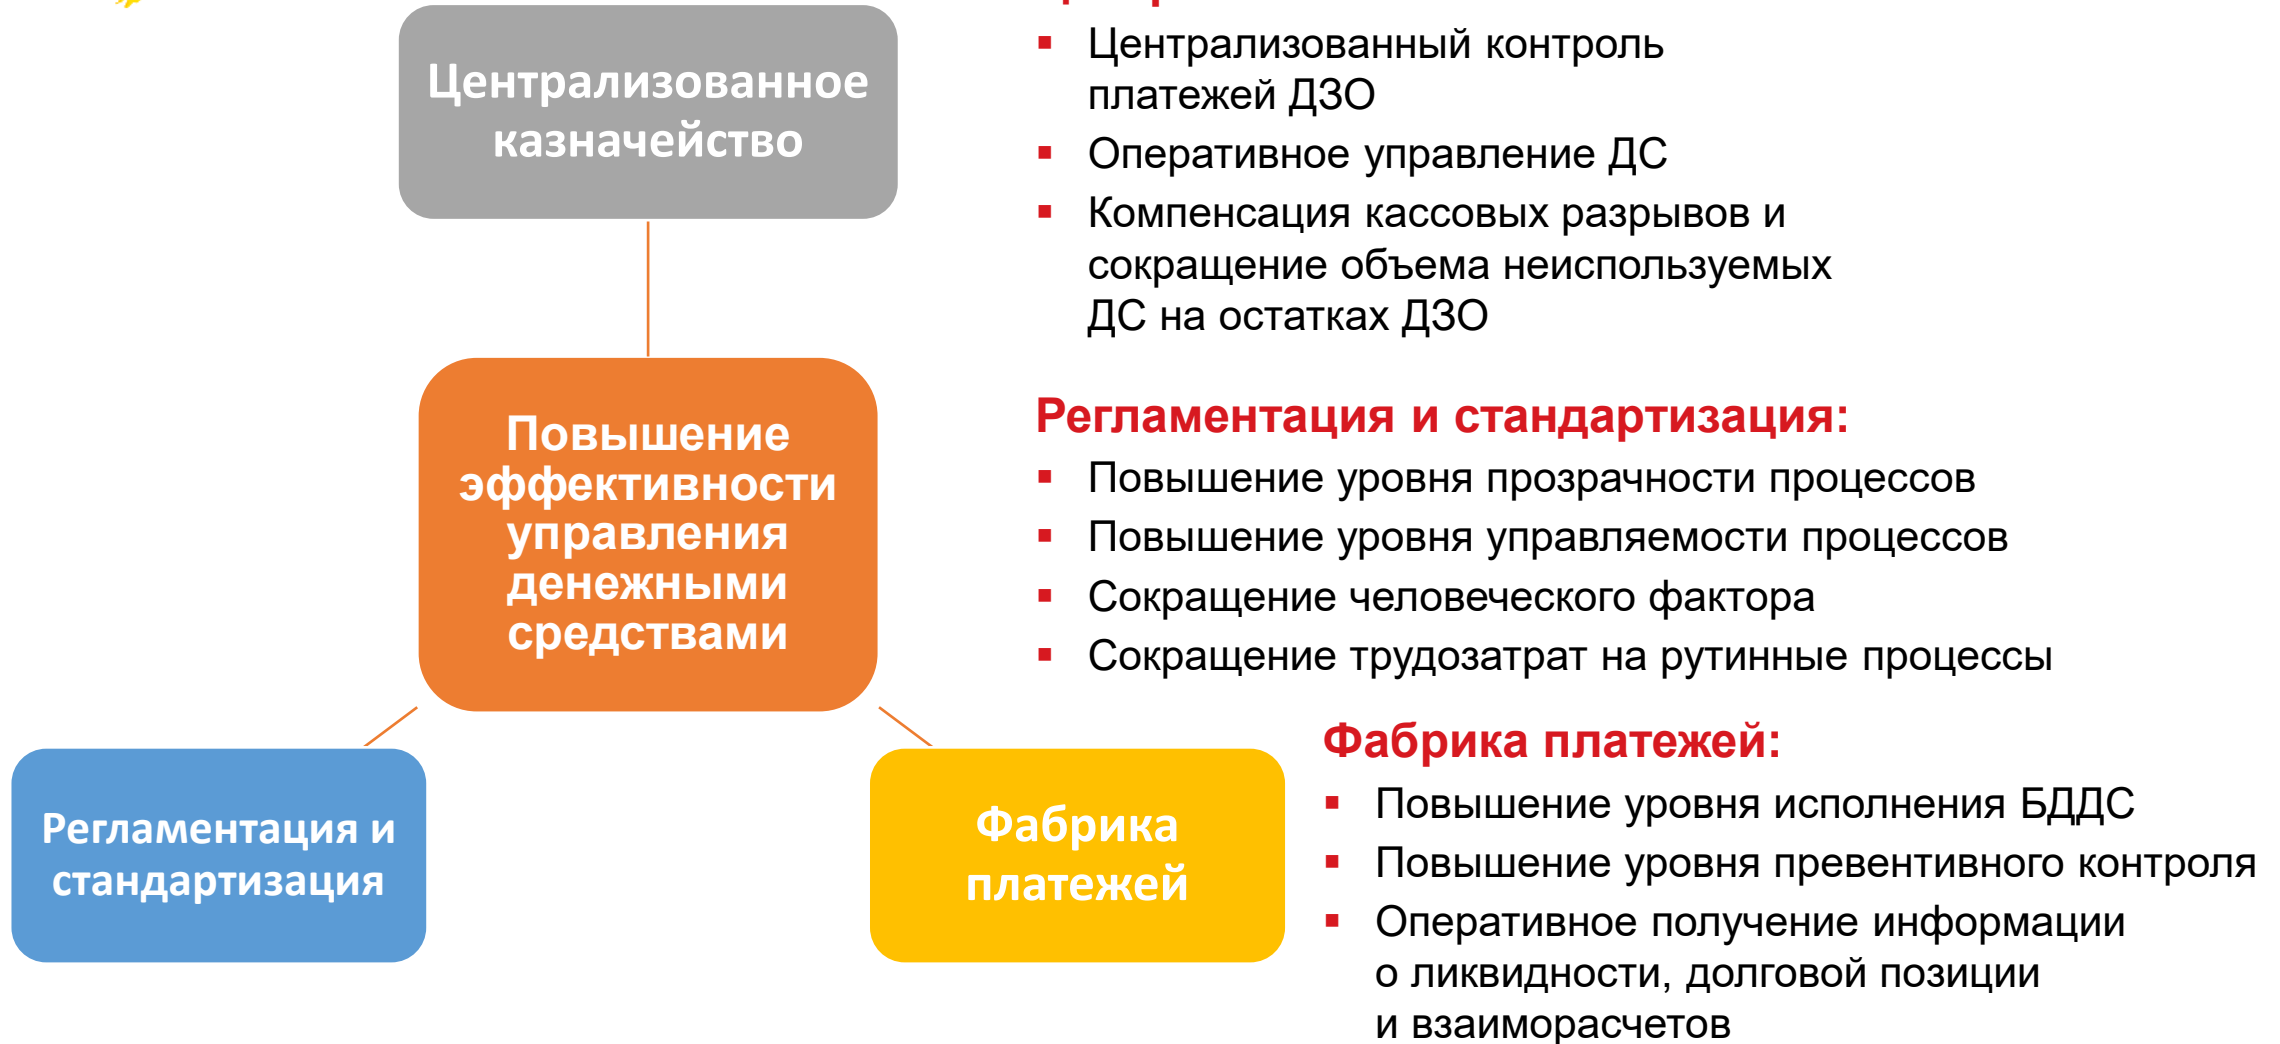 Централизованное
казначейство
Централизованный контроль
платежей ДЗО
Оперативное управление ДС
Компенсация кассовых разрывов и
сокращение объема неиспользуемых
ДС на остатках ДЗО
Повышение
эффективности
управления
денежными
средствами
Регламентация и стандартизация:
Повышение уровня прозрачности процессов
Повышение уровня управляемости процессов
Сокращение человеческого фактора
Сокращение трудозатрат на рутинные процессы
Регламентация и
стандартизация
Фабрика
платежей
Фабрика платежей:
Повышение уровня исполнения БДДС
Повышение уровня превентивного контроля
Оперативное получение информации
о ликвидности, долговой позиции
и взаиморасчетов